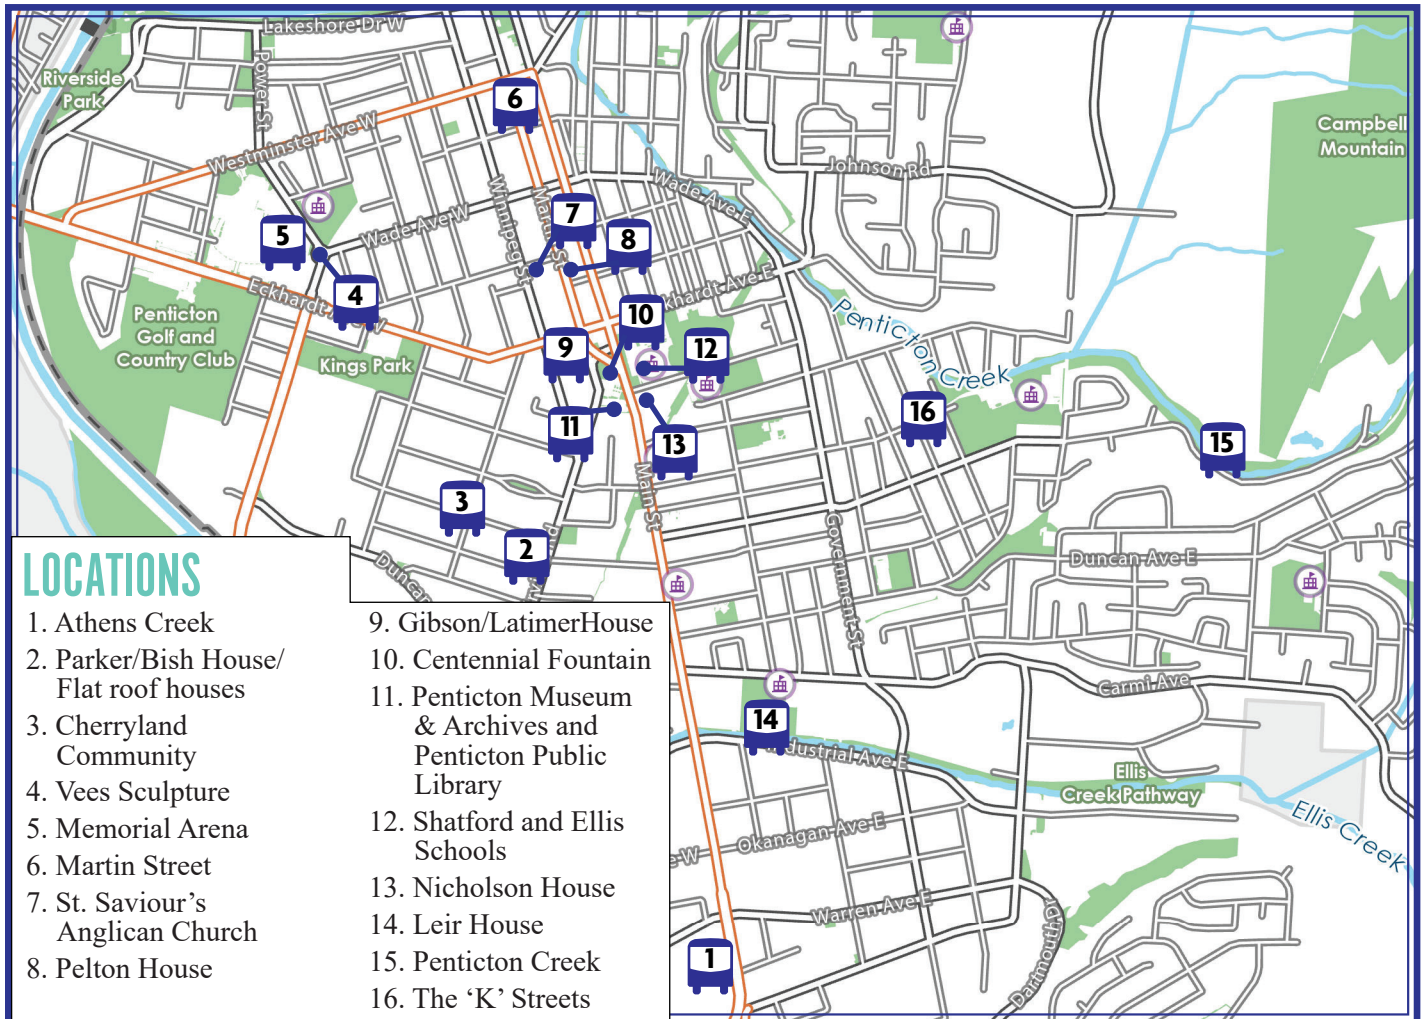 Lakeshore Dr W
Riverside
Park
Power St
Westminster Ave W
6
Campbell
Mountain
Johnson Rd
Winnipeg St
Wade Ave E
Wade Ave W
7
5
8
4
Eckhardt
khardt Ave E
Penticton
Golf and
Country Club
Kings Park
10
9
12
Penticton Creek
16
11
13
15
Main St
3
2
Government St
Duncan
Duncan Ave E
Carmi Ave
14
dustrial Ave E
Ellis
Creek Pathway
Ellis Creek
Okanagan Ave E
e W
Warren Ave E
Dartmouth
1
LOCATIONS
1. Athens Creek
2. Parker/Bish House/
Flat roof houses
3. Cherryland
Community
4. Vees Sculpture
5. Memorial Arena
6. Martin Street
7. St. Saviour’s
Anglican Church
8. Pelton House
9. Gibson/LatimerHouse
10. Centennial Fountain
11. Penticton Museum
& Archives and
Penticton Public
Library
12. Shatford and Ellis
Schools
13. Nicholson House
14. Leir House
15. Penticton Creek
16. The ‘K’ Streets